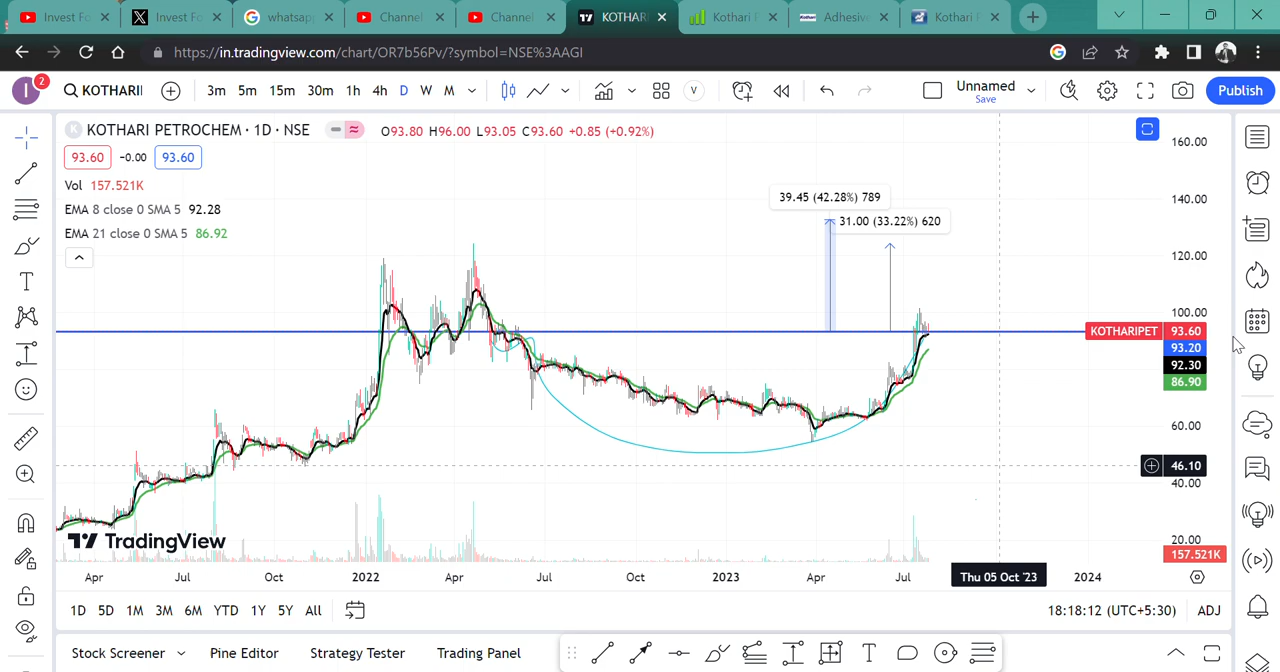 Invest Fo
Invest Fo
whatsap
Channel
Channel
KOTHAR
Kothari
Adhesive
Kothari
https://in.tradingview.com/chart/OR7b56Pv/?symbol=NSE%3AAGI
2
I
KOTHARII
3m 5m 15m 30m 1h 4h D W M
V
Unnamed
Save
Publish
K KOTHARI PETROCHEM · 1D · NSE
O93.80 H96.00 L93.05 C93.60 +0.85 (+0.92%)
93.60 −0.00 93.60
Vol 157.521K
EMA 8 close 0 SMA 5 92.28
EMA 21 close 0 SMA 5 86.92
39.45 (42.28%) 789
31.00 (33.22%) 620
160.00
140.00
120.00
100.00
KOTHARIPET 93.60
93.20
92.30
86.90
60.00
46.10
40.00
20.00
157.521K
TradingView
Apr Jul Oct 2022 Apr Jul Oct 2023 Apr Jul Thu 05 Oct '23 2024
1D 5D 1M 3M 6M YTD 1Y 5Y All
18:18:12 (UTC+5:30) ADJ
Stock Screener Pine Editor Strategy Tester Trading Panel